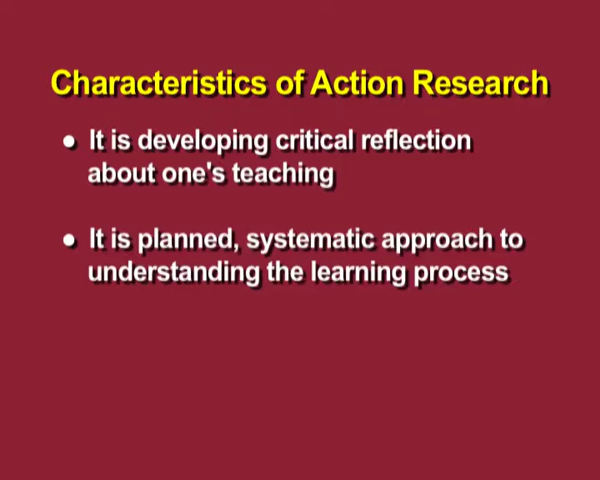 Characteristics of Action Research
• It is developing critical reflection
about one's teaching
• It is planned, systematic approach to
understanding the learning process